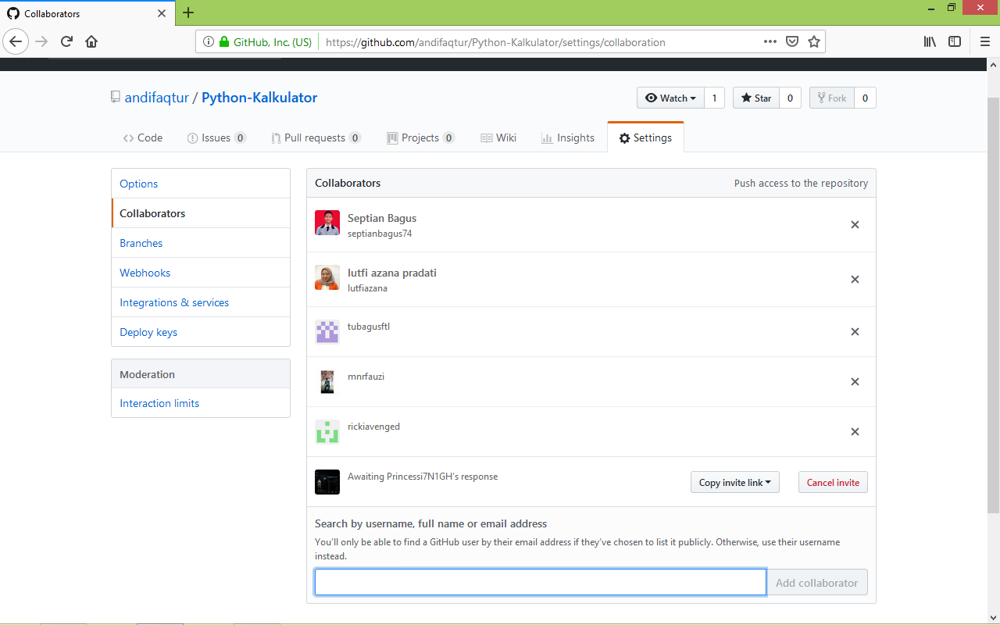 Collaborators
GitHub, Inc. (US) https://github.com/andifaqtur/Python-Kalkulator/settings/collaboration
andifaqtur / Python-Kalkulator
Watch 1 Star 0 Fork 0
Code Issues 0 Pull requests 0 Projects 0 Wiki Insights Settings
Options
Collaborators
Branches
Webhooks
Integrations & services
Deploy keys
Moderation
Interaction limits
Collaborators Push access to the repository
Septian Bagus
septianbagus74
lutfi azana pradati
lutfiazana
tubagusftl
mnrfauzi
rickiavenged
Awaiting Princessi7N1GH's response Copy invite link Cancel invite
Search by username, full name or email address
You'll only be able to find a GitHub user by their email address if they've chosen to list it publicly. Otherwise, use their username
instead.
Add collaborator